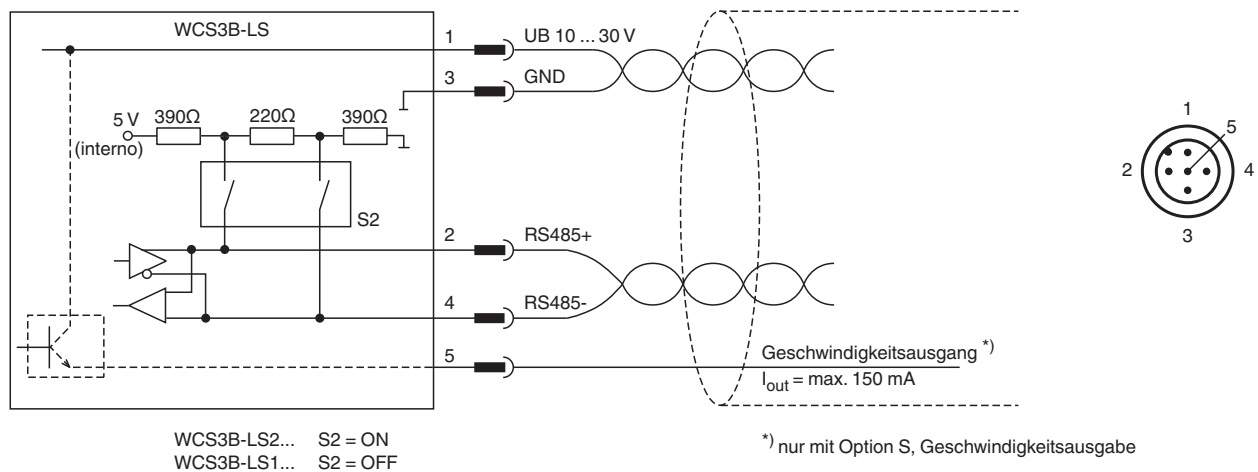 WCS3B-LS
1
UB 10 ... 30 V
3
GND
5 V
(interno)
390Ω
220Ω
390Ω
S2
2
RS485+
4
RS485-
5
Geschwindigkeitsausgang *)
Iout = max. 150 mA
1
5
2
4
3
WCS3B-LS2... S2 = ON
WCS3B-LS1... S2 = OFF
*) nur mit Option S, Geschwindigkeitsausgabe